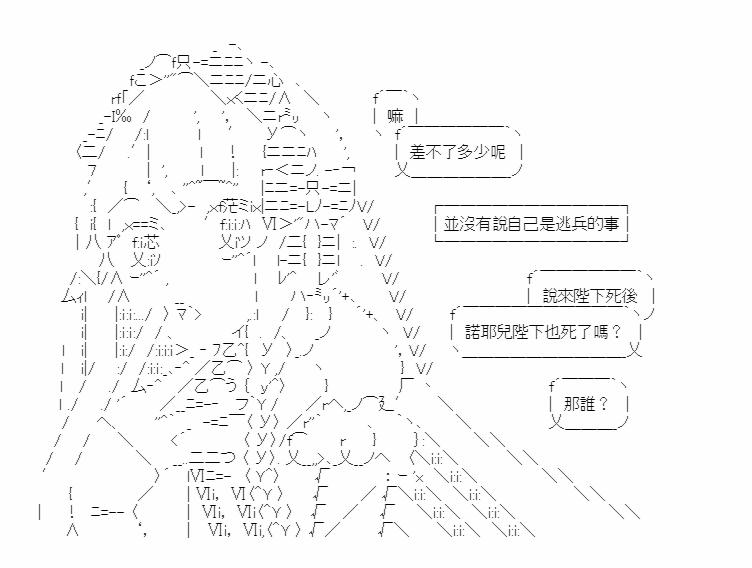 嘛
差不了多少呢
並沒有說自己是逃兵的事
說來陛下死後
諾耶兒陛下也死了嗎？
那誰？